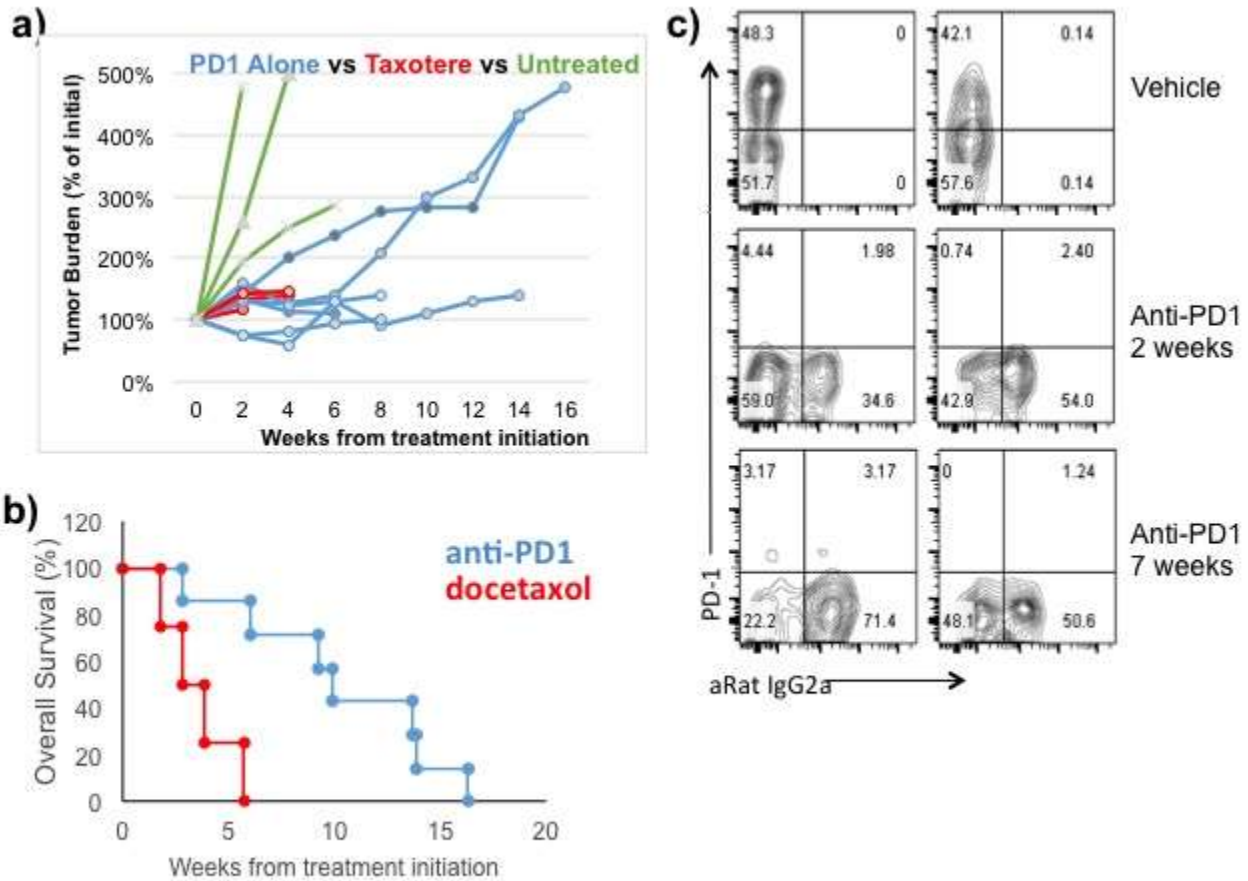 a)
PD1 Alone vs Taxotere vs Untreated
500%
400%
300%
200%
100%
0%
Tumor Burden (% of initial)
0 2 4 6 8 10 12 14 16
Weeks from treatment initiation
b)
120
100
80
60
40
20
0
Overall Survival (%)
anti-PD1
docetaxol
0 5 10 15 20
Weeks from treatment initiation
c)
48.3 0 42.1 0.14
51.7 0 57.6 0.14
Vehicle
4.44 1.98 0.74 2.40
59.0 34.6 42.9 54.0
Anti-PD1
2 weeks
3.17 3.17 0 1.24
22.2 71.4 48.1 50.6
Anti-PD1
7 weeks
PD-1
aRat IgG2a